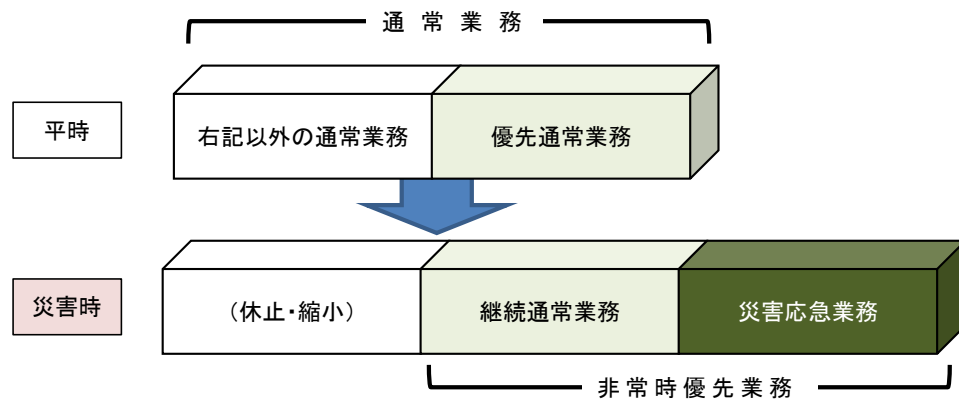 通常業務
平時
右記以外の通常業務
優先通常業務
災害時
（休止・縮小）
継続通常業務
災害応急業務
非常時優先業務